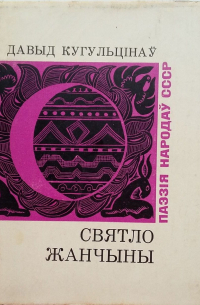 ДАВЫД КУГУЛЬЦІНАЎ
ПАЭЗІЯ НАРОДАЎ СССР
СВЯТЛО
ЖАНЧЫНЫ